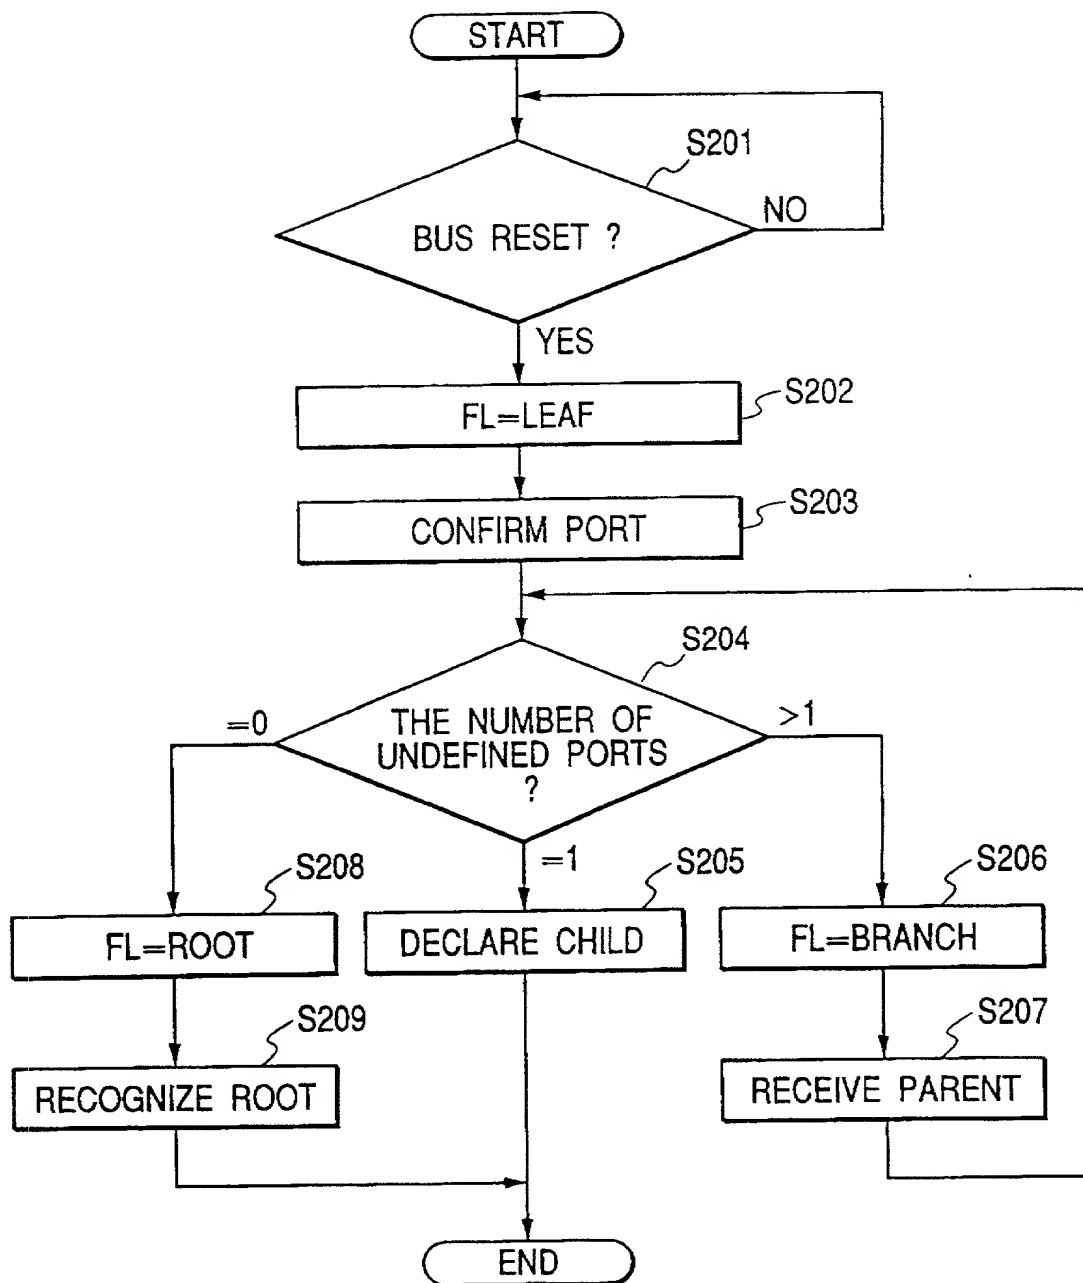 START
S201
NO
BUS RESET ?
YES
S202
FL=LEAF
S203
CONFIRM PORT
S204
=0
THE NUMBER OF
>1
UNDEFINED PORTS
?
=1
S208
S205
S206
FL=ROOT
DECLARE CHILD
FL=BRANCH
S209
S207
RECOGNIZE ROOT
RECEIVE PARENT
END